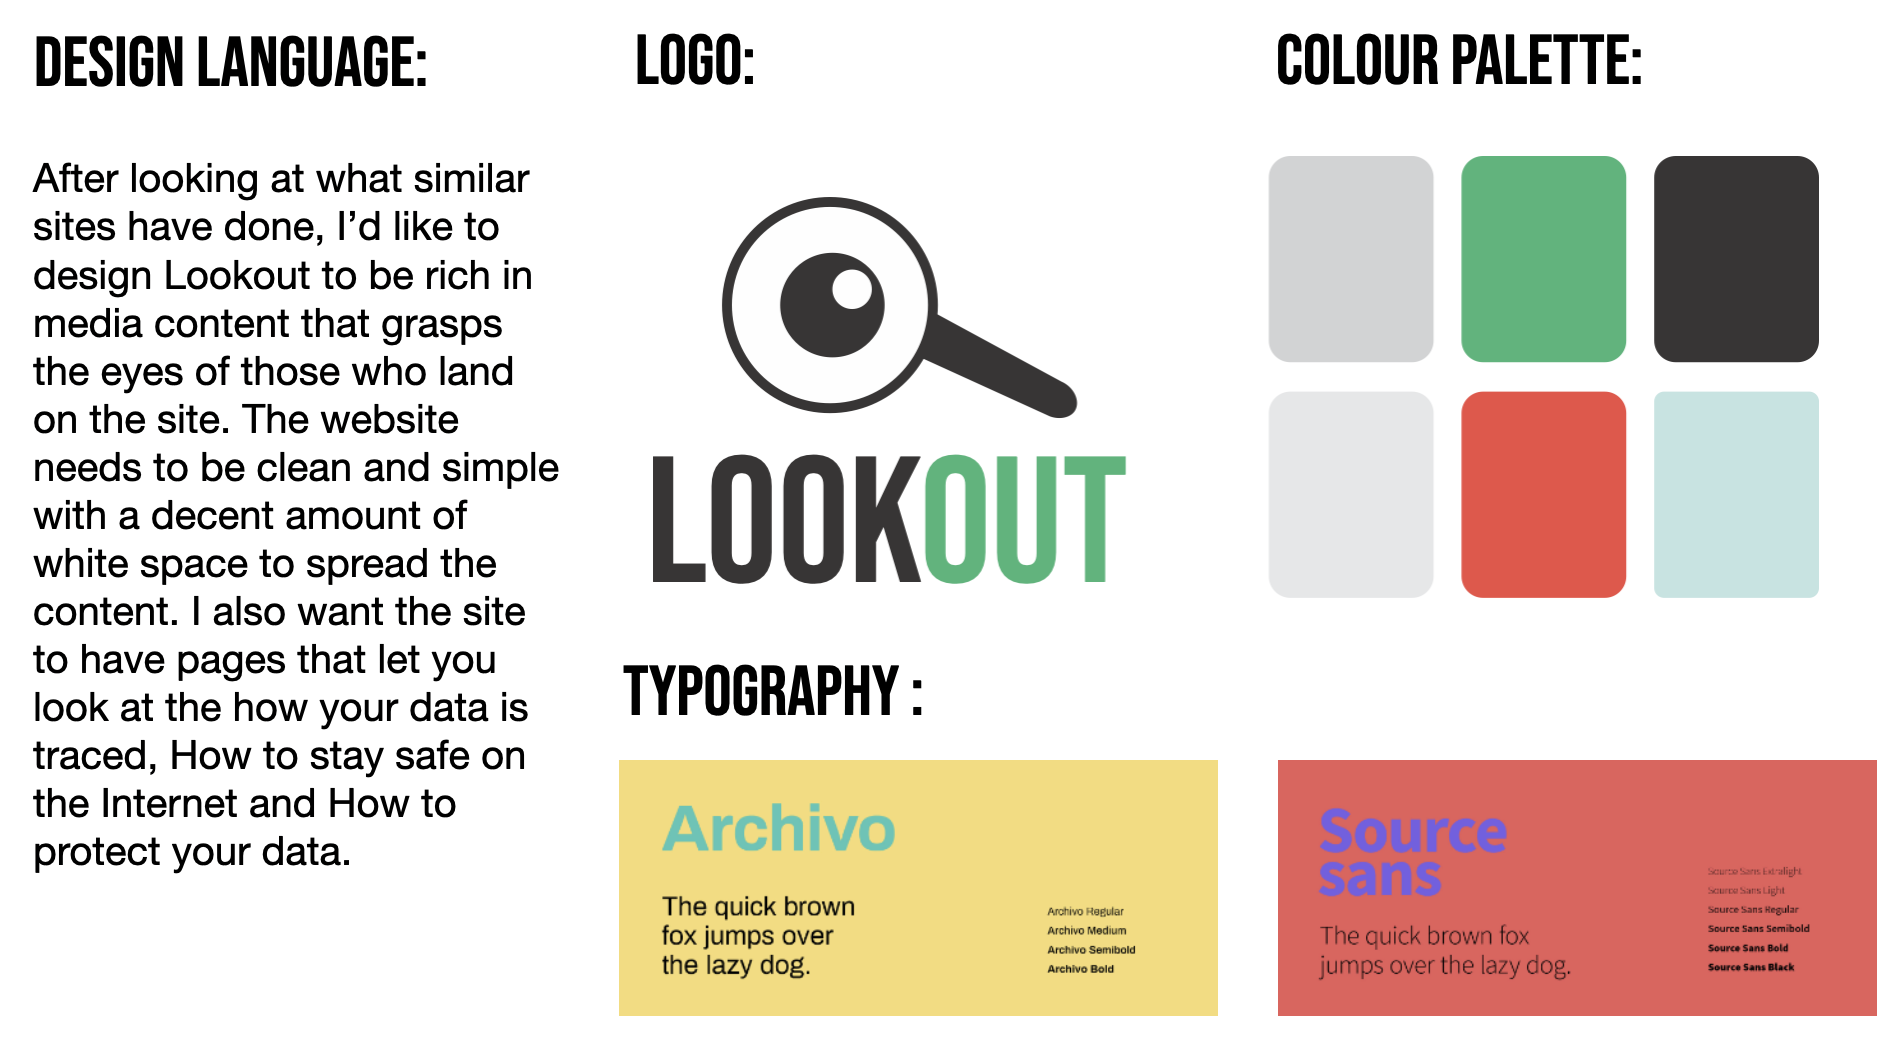 DESIGN LANGUAGE:
After looking at what similar
sites have done, I’d like to
design Lookout to be rich in
media content that grasps
the eyes of those who land
on the site. The website
needs to be clean and simple
with a decent amount of
white space to spread the
content. I also want the site
to have pages that let you
look at the how your data is
traced, How to stay safe on
the Internet and How to
protect your data.
LOGO:
LOOKOUT
COLOUR PALETTE:
TYPOGRAPHY :
Archivo
The quick brown
fox jumps over
the lazy dog.
Archivo Regular
Archivo Medium
Archivo Semibold
Archivo Bold
Source
sans
The quick brown fox
jumps over the lazy dog.
Source Sans Extralight
Source Sans Light
Source Sans Regular
Source Sans Semibold
Source Sans Bold
Source Sans Black